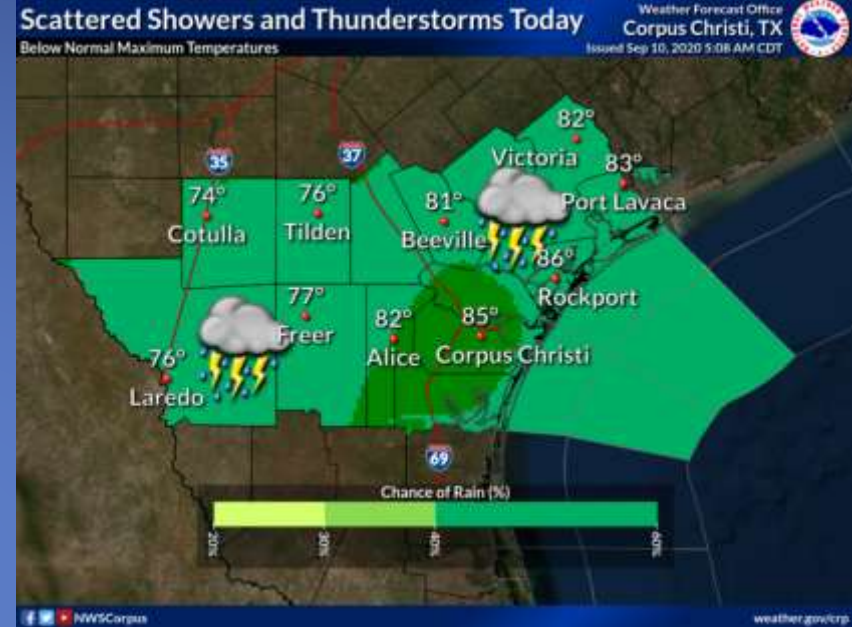 Scattered Showers and Thunderstorms Today
Below Normal Maximum Temperatures
Weather Forecast Office
Corpus Christi, TX
Issued Sep 10, 2020 5:08 AM CDT
35
37
82°
Victoria
83°
Port Lavaca
74°
Cotulla
76°
Tilden
81°
Beeville
86°
Rockport
77°
Freer
82°
Alice
85°
Corpus Christi
76°
Laredo
69
Chance of Rain (%)
20% 30% 40% 60%
NWSCorpus
weather.gov/crp